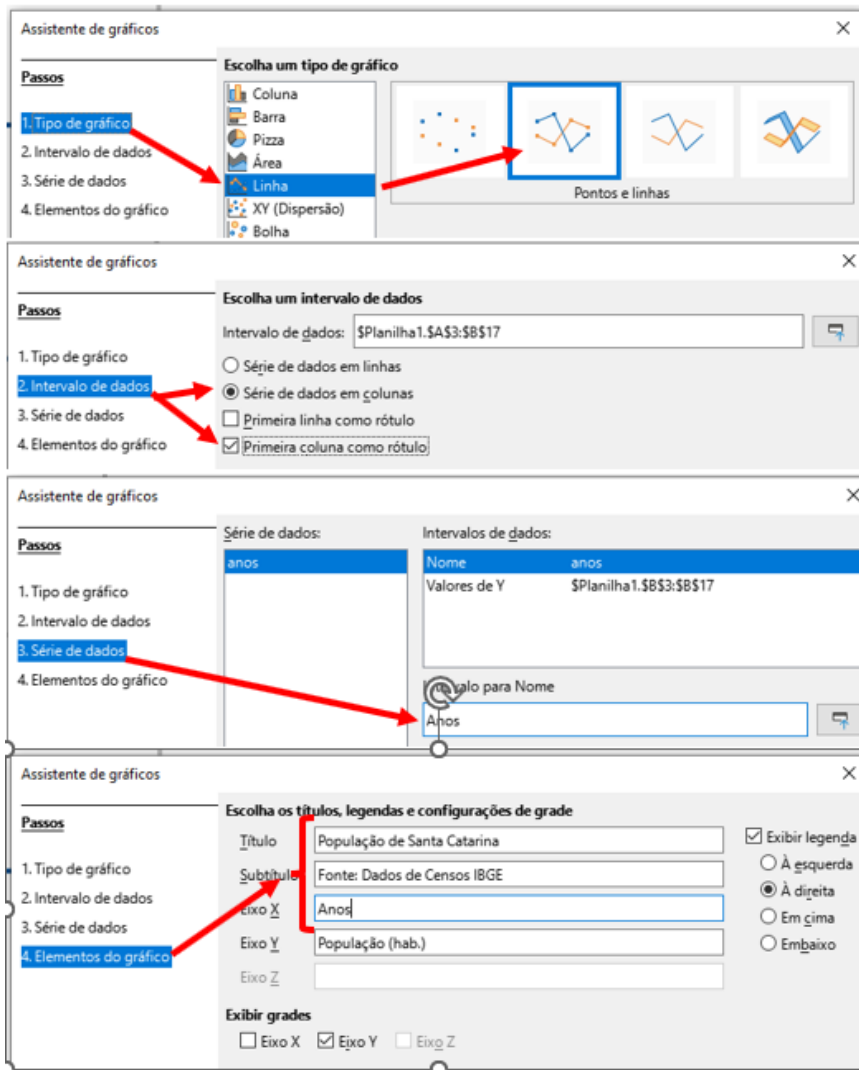 Assistente de gráficos
Passos
1. Tipo de gráfico
2. Intervalo de dados
3. Série de dados
4. Elementos do gráfico
Escolha um tipo de gráfico
Coluna
Barra
Pizza
Área
Linha
XY (Dispersão)
Bolha
Pontos e linhas
Assistente de gráficos
Passos
1. Tipo de gráfico
2. Intervalo de dados
3. Série de dados
4. Elementos do gráfico
Escolha um intervalo de dados
Intervalo de dados: $Planilha1.$A$3:$B$17
Série de dados em linhas
Série de dados em colunas
Primeira linha como rótulo
Primeira coluna como rótulo
Assistente de gráficos
Passos
1. Tipo de gráfico
2. Intervalo de dados
3. Série de dados
4. Elementos do gráfico
Série de dados:
anos
Intervalos de dados:
Nome anos
Valores de Y $Planilha1.$B$3:$B$17
para Nome
Anos
Assistente de gráficos
Passos
1. Tipo de gráfico
2. Intervalo de dados
3. Série de dados
4. Elementos do gráfico
Escolha os títulos, legendas e configurações de grade
Título População de Santa Catarina
Subtítulo Fonte: Dados de Censos IBGE
Eixo X Anos
Eixo Y População (hab.)
Eixo Z
Exibir legenda
À esquerda
À direita
Em cima
Embaixo
Exibir grades
Eixo X Eixo Y Eixo Z